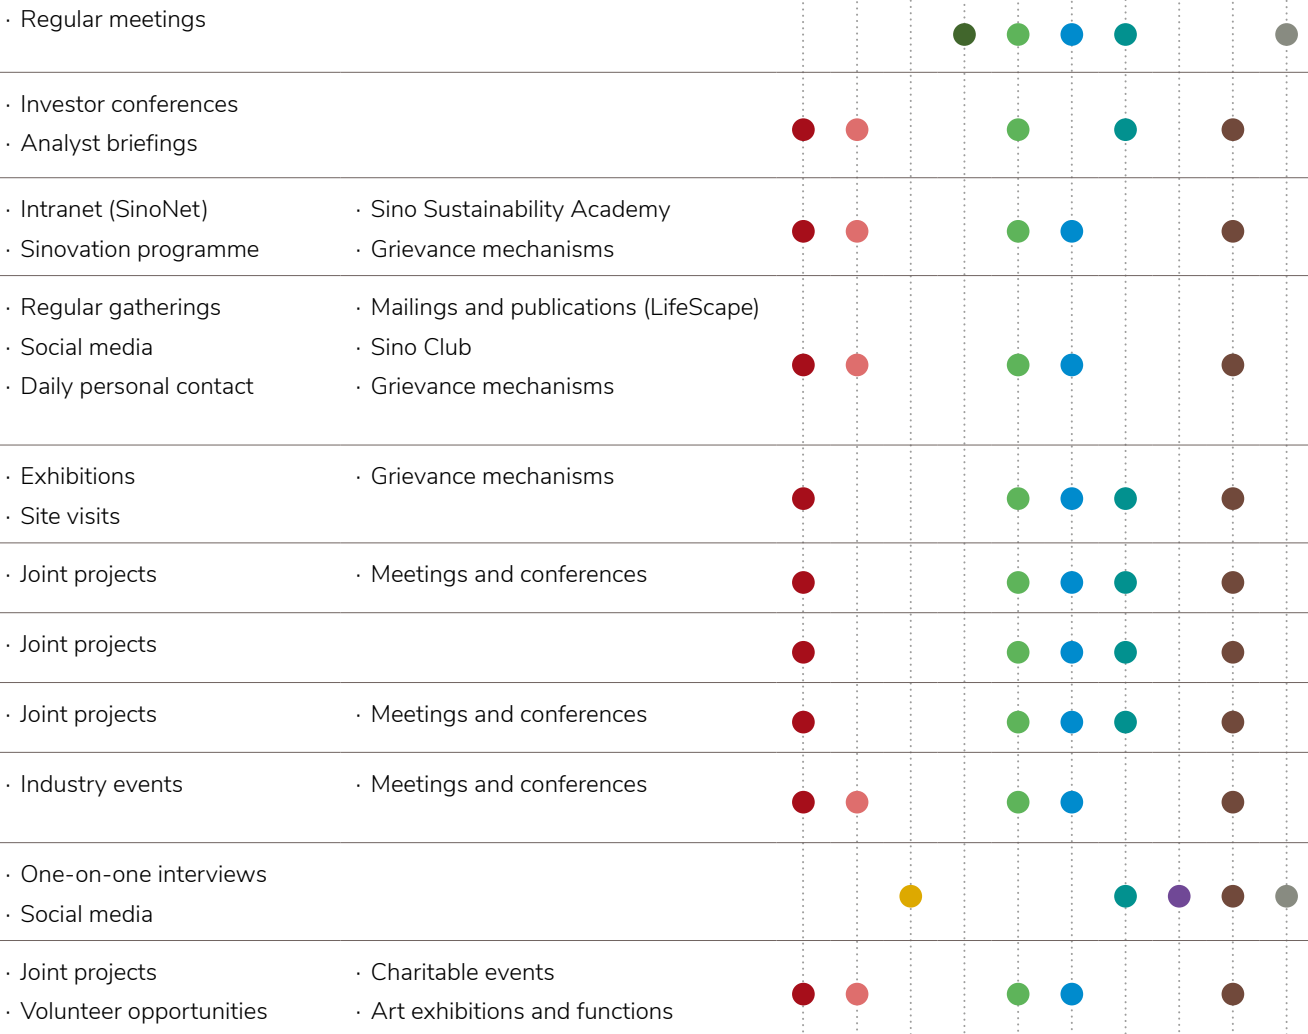 · Regular meetings
· Investor conferences
· Analyst briefings
· Intranet (SinoNet) · Sino Sustainability Academy
· Sinovation programme · Grievance mechanisms
· Regular gatherings · Mailings and publications (LifeScape)
· Social media · Sino Club
· Daily personal contact · Grievance mechanisms
· Exhibitions · Grievance mechanisms
· Site visits
· Joint projects · Meetings and conferences
· Joint projects
· Joint projects · Meetings and conferences
· Industry events · Meetings and conferences
· One-on-one interviews
· Social media
· Joint projects · Charitable events
· Volunteer opportunities · Art exhibitions and functions